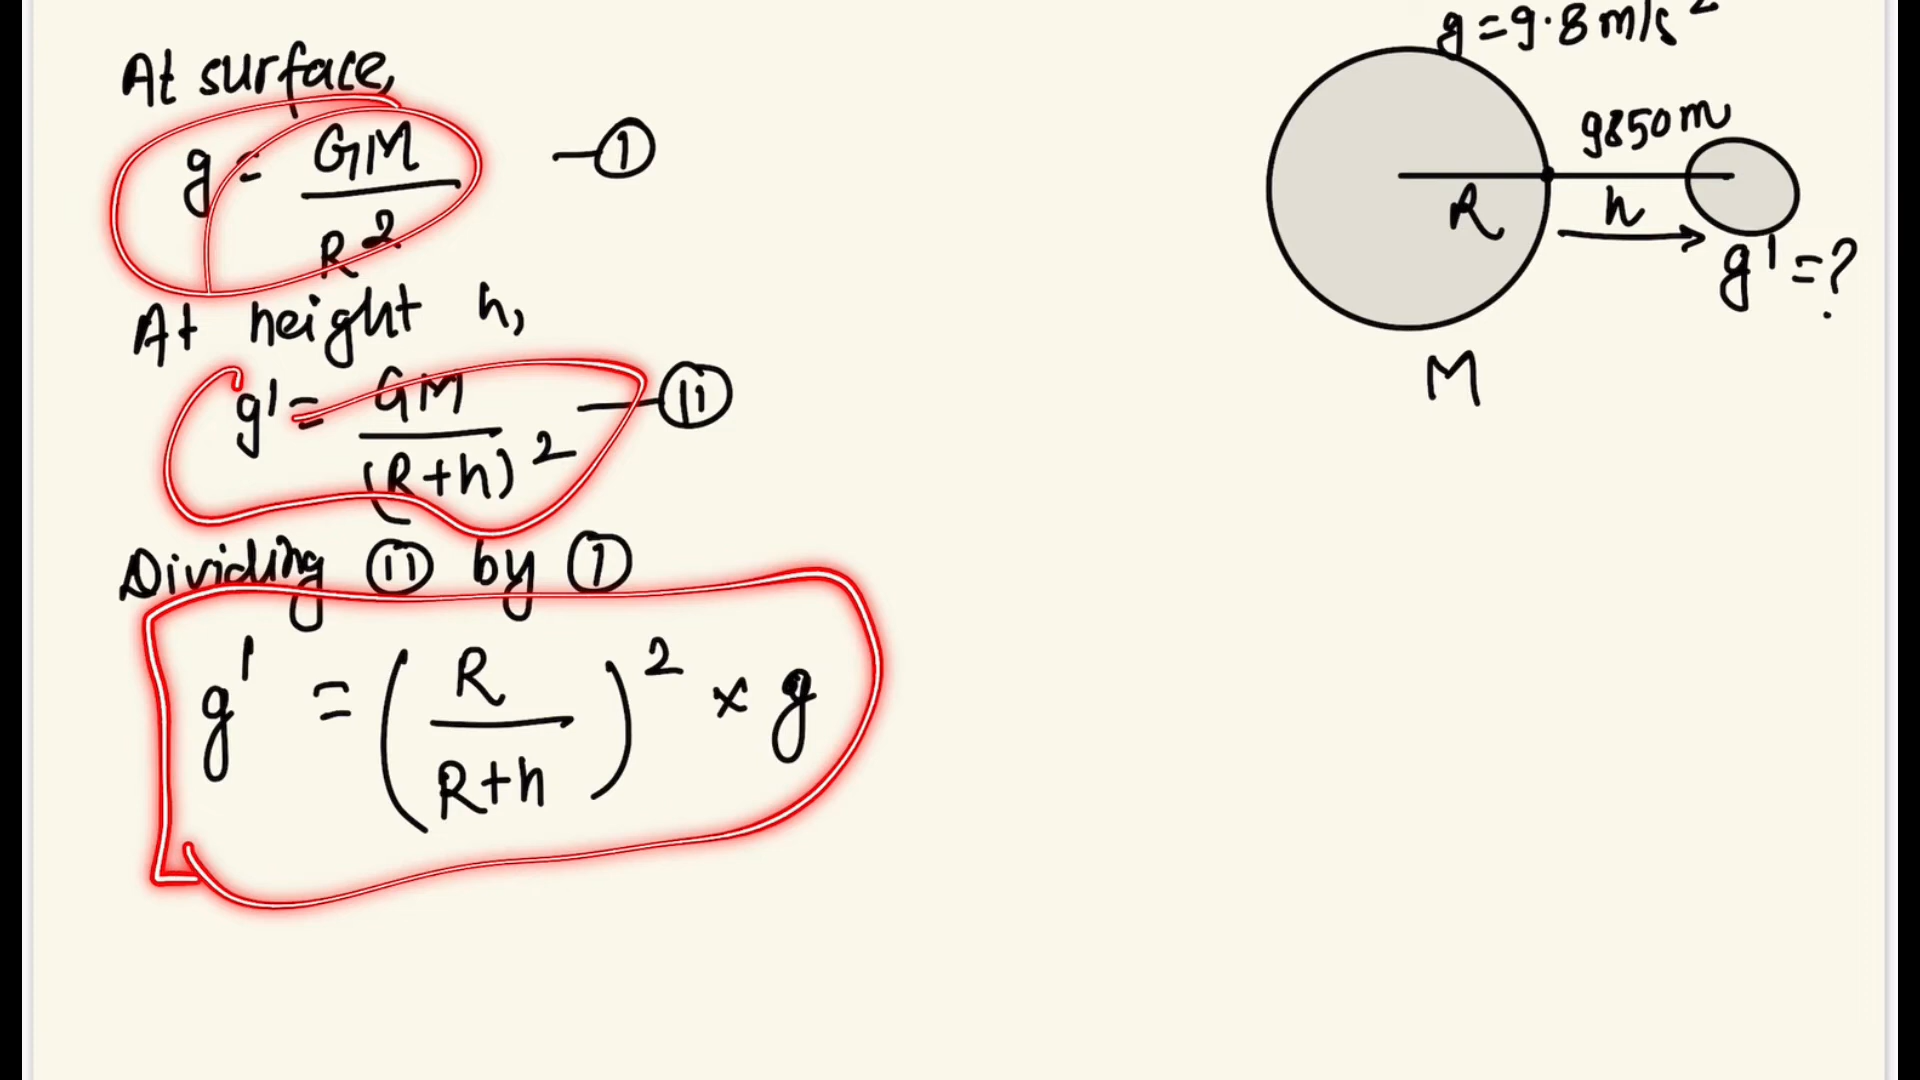 At surface,
g = GM / R² —①
At height h,
g' = GM / (R+h)² —⑪
Dividing ⑪ by ①
g' = ( R / R+h )² × g
g = 9.8 m/s²
9850 m
R
h
g' = ?
M